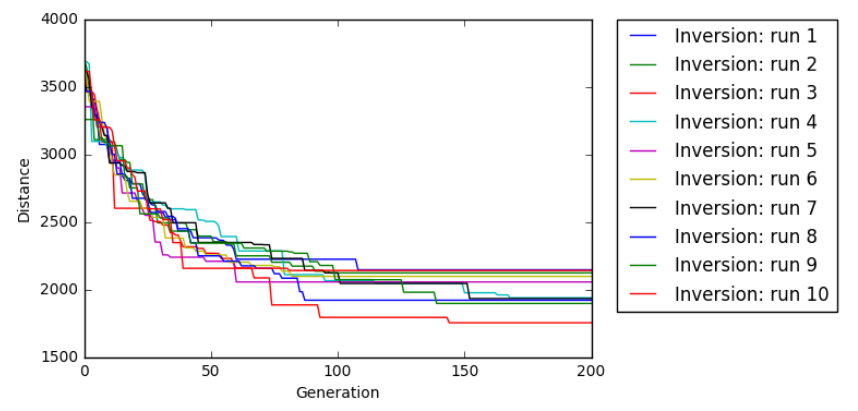 4000
3500
3000
2500
2000
1500
Distance
0 50 100 150 200
Generation
Inversion: run 1
Inversion: run 2
Inversion: run 3
Inversion: run 4
Inversion: run 5
Inversion: run 6
Inversion: run 7
Inversion: run 8
Inversion: run 9
Inversion: run 10